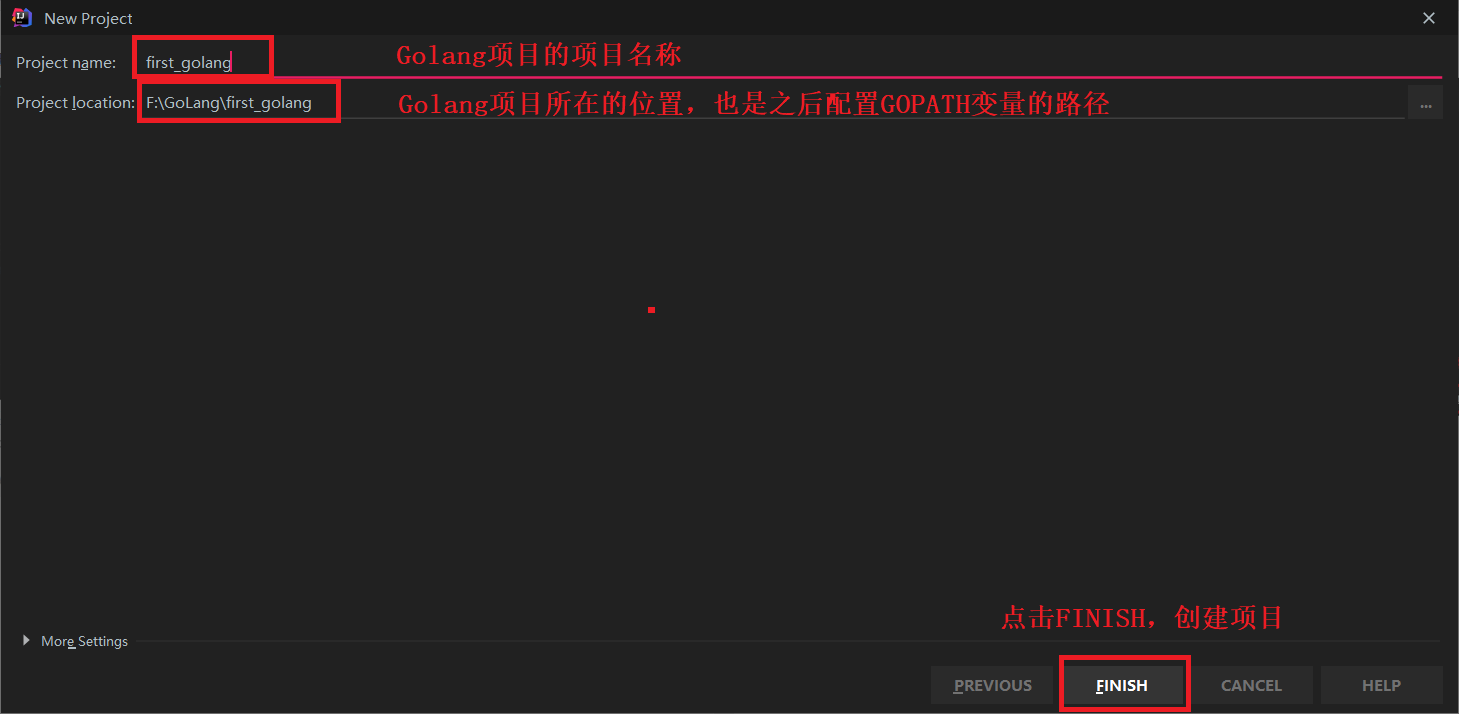 New Project
Project name: first_golang Golang项目的项目名称
Project location: F:\GoLang\first_golang Golang项目所在的位置，也是之后配置GOPATH变量的路径 ...
点击FINISH，创建项目
More Settings
PREVIOUS FINISH CANCEL HELP